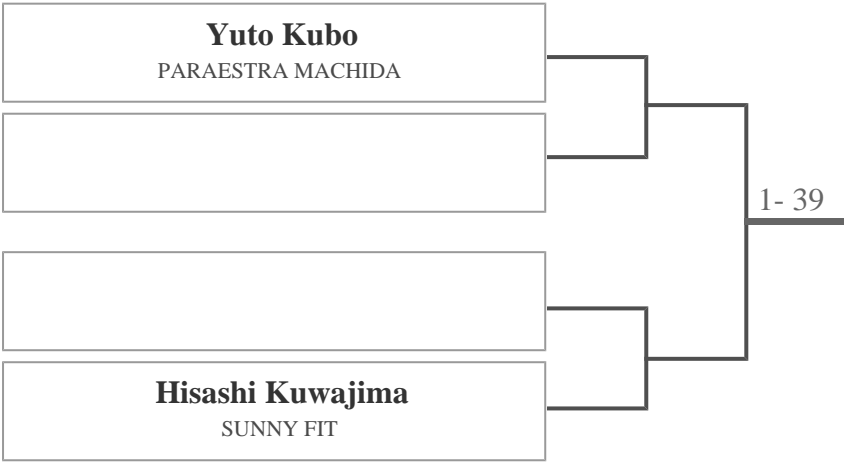 Yuto Kubo
PARAESTRA MACHIDA
1- 39
Hisashi Kuwajima
SUNNY FIT